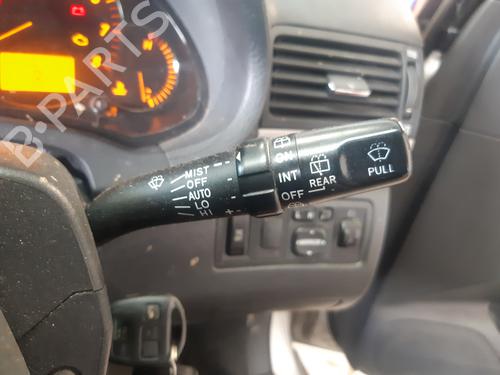 B-PARTS
MIST
OFF
AUTO
LO
HI
+
-
ON
INT
OFF
REAR
PULL